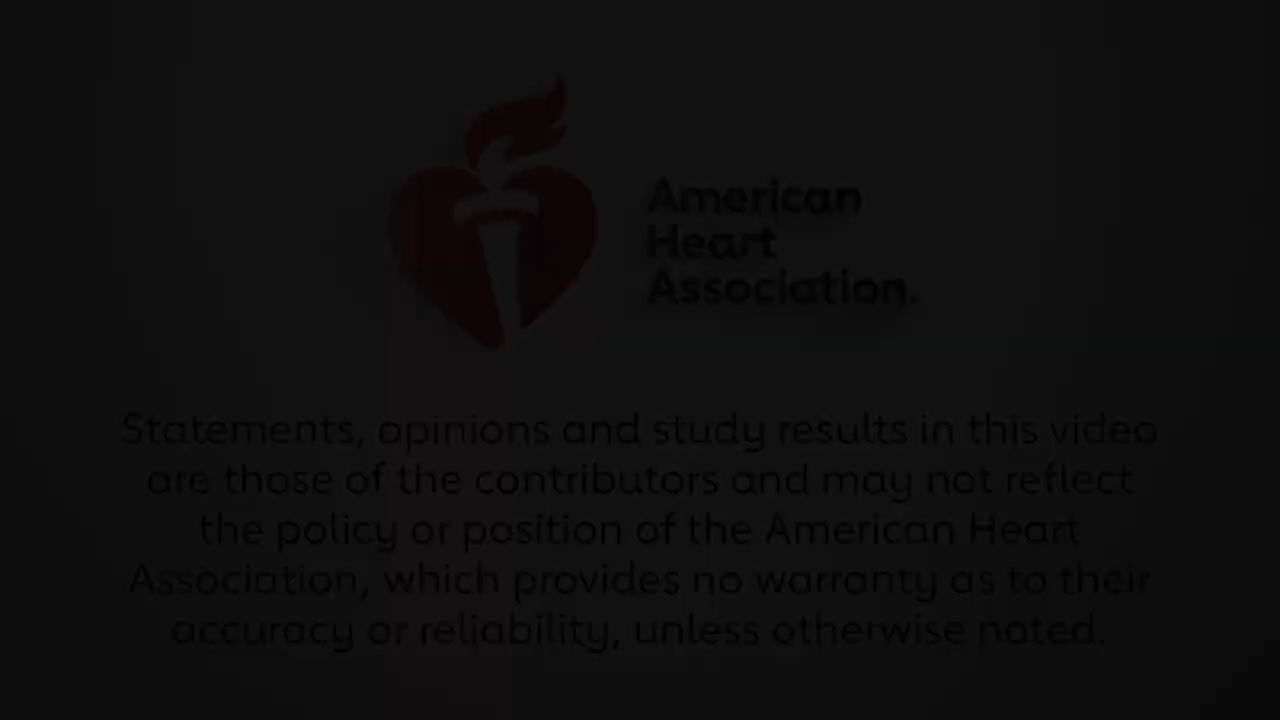 American
Heart
Association.
Statements, opinions and study results in this video
are those of the contributors and may not reflect
the policy or position of the American Heart
Association, which provides no warranty as to their
accuracy or reliability, unless otherwise noted.